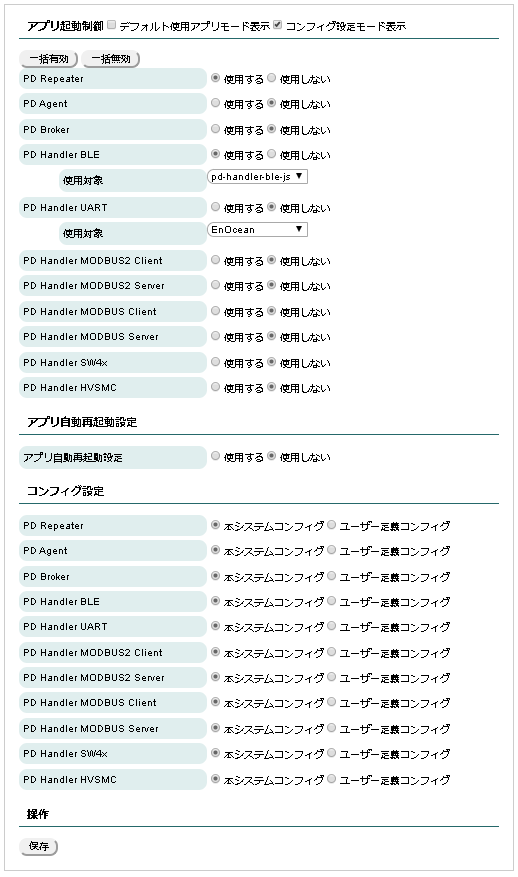 アプリ起動制御 デフォルト使用アプリモード表示 コンフィグ設定モード表示
一括有効 一括無効
PD Repeater 使用する 使用しない
PD Agent 使用する 使用しない
PD Broker 使用する 使用しない
PD Handler BLE 使用する 使用しない
使用対象 pd-handler-ble-js
PD Handler UART 使用する 使用しない
使用対象 EnOcean
PD Handler MODBUS2 Client 使用する 使用しない
PD Handler MODBUS2 Server 使用する 使用しない
PD Handler MODBUS Client 使用する 使用しない
PD Handler MODBUS Server 使用する 使用しない
PD Handler SW4x 使用する 使用しない
PD Handler HVSMC 使用する 使用しない
アプリ自動再起動設定
アプリ自動再起動設定 使用する 使用しない
コンフィグ設定
PD Repeater 本システムコンフィグ ユーザー定義コンフィグ
PD Agent 本システムコンフィグ ユーザー定義コンフィグ
PD Broker 本システムコンフィグ ユーザー定義コンフィグ
PD Handler BLE 本システムコンフィグ ユーザー定義コンフィグ
PD Handler UART 本システムコンフィグ ユーザー定義コンフィグ
PD Handler MODBUS2 Client 本システムコンフィグ ユーザー定義コンフィグ
PD Handler MODBUS2 Server 本システムコンフィグ ユーザー定義コンフィグ
PD Handler MODBUS Client 本システムコンフィグ ユーザー定義コンフィグ
PD Handler MODBUS Server 本システムコンフィグ ユーザー定義コンフィグ
PD Handler SW4x 本システムコンフィグ ユーザー定義コンフィグ
PD Handler HVSMC 本システムコンフィグ ユーザー定義コンフィグ
操作
保存